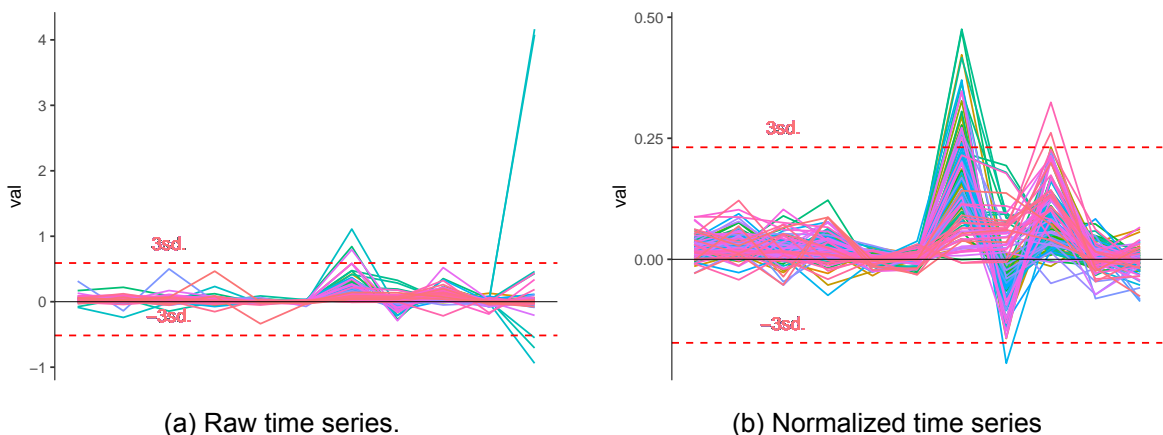 4
3
2
1
0
−1
val
3sd.
−3sd.
(a) Raw time series.
0.50
0.25
0.00
val
3sd.
−3sd.
(b) Normalized time series